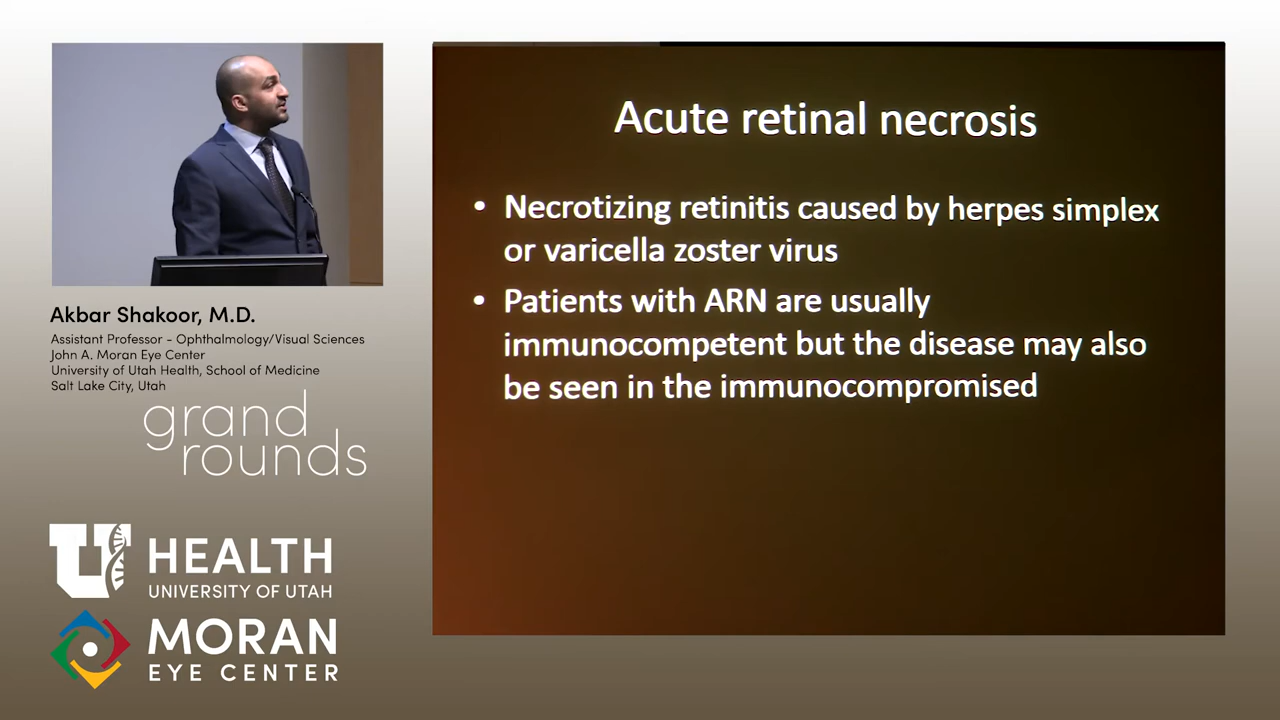 Acute retinal necrosis
• Necrotizing retinitis caused by herpes simplex
or varicella zoster virus
• Patients with ARN are usually
immunocompetent but the disease may also
be seen in the immunocompromised
Akbar Shakoor, M.D.
Assistant Professor - Ophthalmology/Visual Sciences
John A. Moran Eye Center
University of Utah Health, School of Medicine
Salt Lake City, Utah
grand
rounds
U HEALTH
UNIVERSITY OF UTAH
MORAN
EYE CENTER